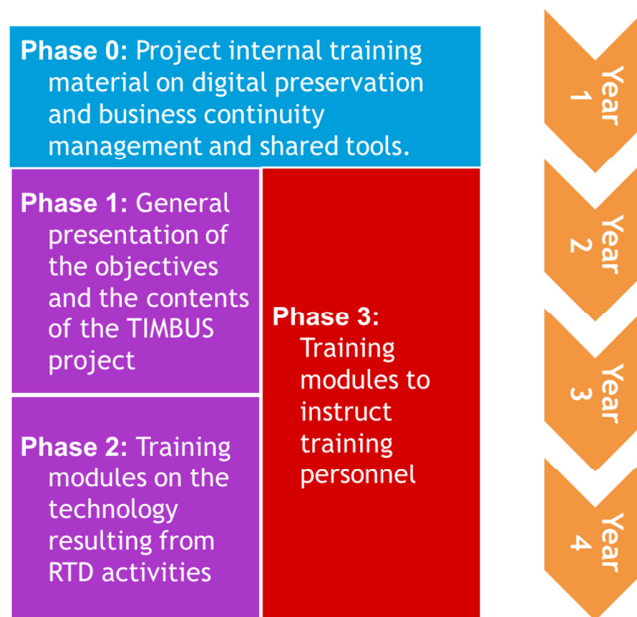 Phase 0: Project internal training
material on digital preservation
and business continuity
management and shared tools.
Phase 1: General
presentation of
the objectives
and the contents
of the TIMBUS
project
Phase 2: Training
modules on the
technology
resulting from
RTD activities
Phase 3:
Training
modules to
instruct
training
personnel
Year
1
Year
2
Year
3
Year
4